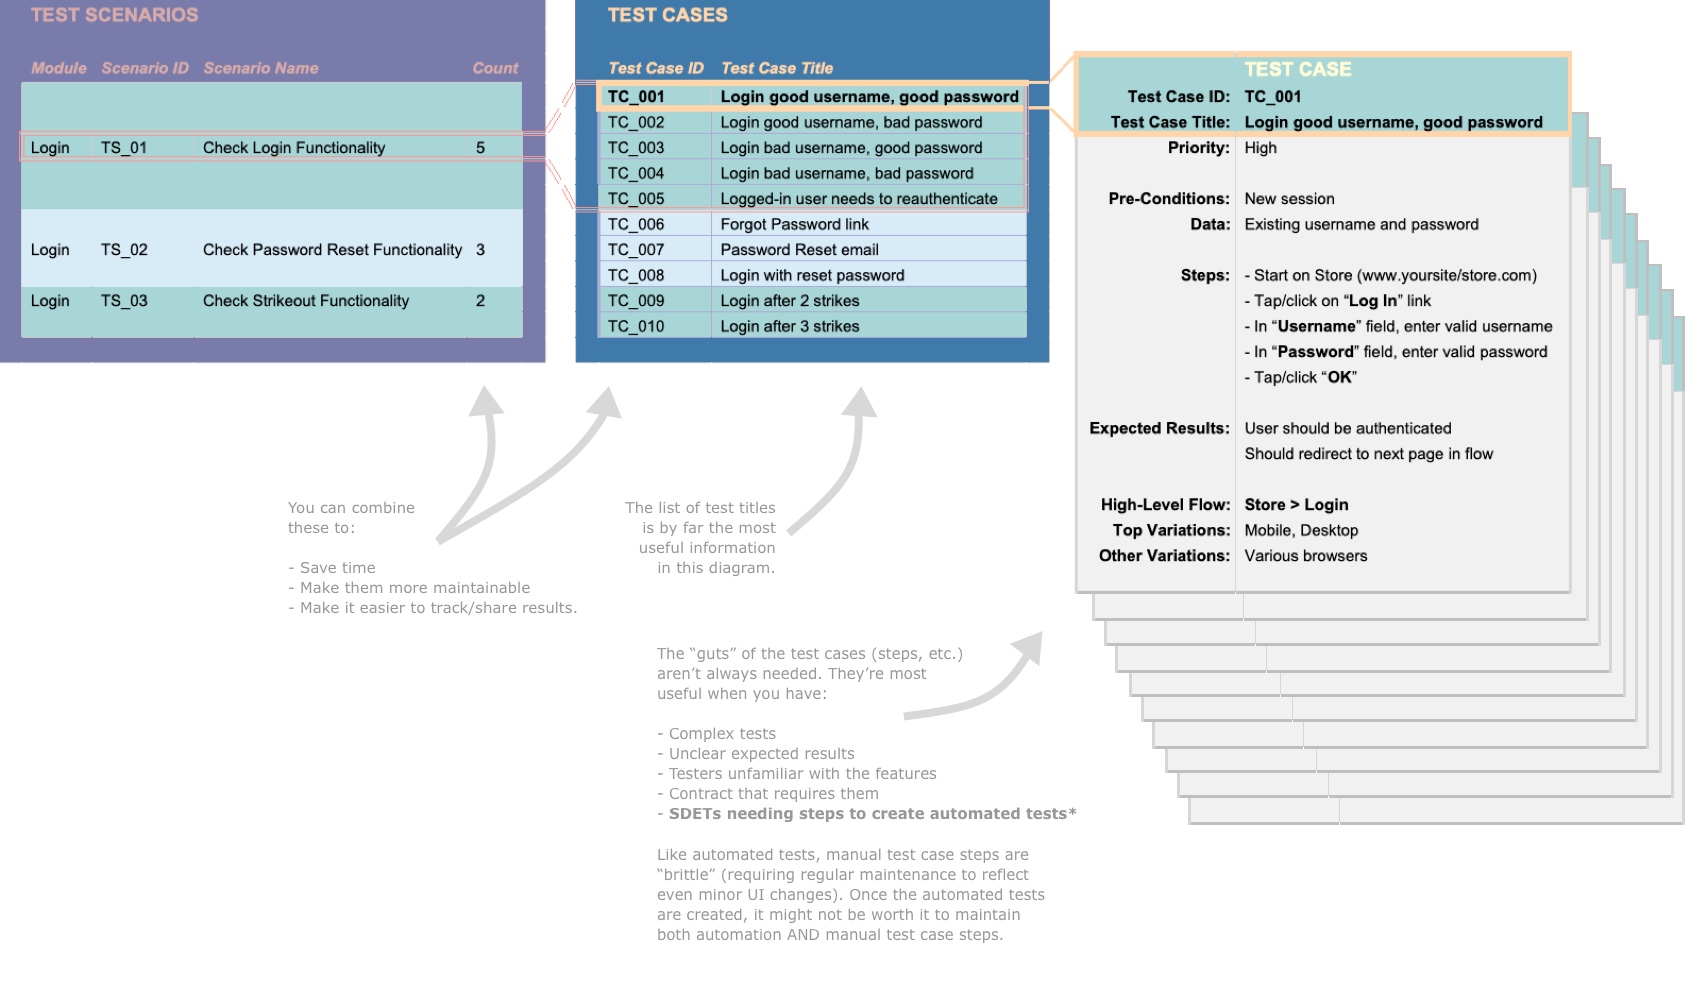 TEST SCENARIOS
Module Scenario ID Scenario Name Count
Login TS_01 Check Login Functionality 5
Login TS_02 Check Password Reset Functionality 3
Login TS_03 Check Strikeout Functionality 2
TEST CASES
Test Case ID Test Case Title
TC_001 Login good username, good password
TC_002 Login good username, bad password
TC_003 Login bad username, good password
TC_004 Login bad username, bad password
TC_005 Logged-in user needs to reauthenticate
TC_006 Forgot Password link
TC_007 Password Reset email
TC_008 Login with reset password
TC_009 Login after 2 strikes
TC_010 Login after 3 strikes
TEST CASE
Test Case ID: TC_001
Test Case Title: Login good username, good password
Priority: High
Pre-Conditions: New session
Data: Existing username and password
Steps: - Start on Store (www.yoursite/store.com)
- Tap/click on “Log In” link
- In “Username” field, enter valid username
- In “Password” field, enter valid password
- Tap/click “OK”
Expected Results: User should be authenticated
Should redirect to next page in flow
High-Level Flow: Store > Login
Top Variations: Mobile, Desktop
Other Variations: Various browsers
You can combine
these to:
- Save time
- Make them more maintainable
- Make it easier to track/share results.
The list of test titles
is by far the most
useful information
in this diagram.
The “guts” of the test cases (steps, etc.)
aren’t always needed. They’re most
useful when you have:
- Complex tests
- Unclear expected results
- Testers unfamiliar with the features
- Contract that requires them
- SDETs needing steps to create automated tests*
Like automated tests, manual test case steps are
“brittle” (requiring regular maintenance to reflect
even minor UI changes). Once the automated tests
are created, it might not be worth it to maintain
both automation AND manual test case steps.